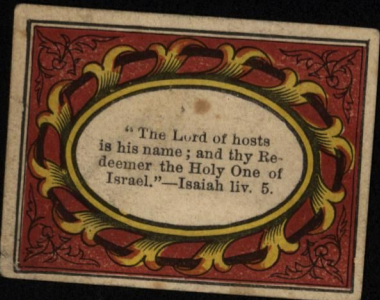 “ The Lord of hosts
is his name ; and thy Re-
deemer the Holy One of
Israel.”—Isaiah liv. 5.